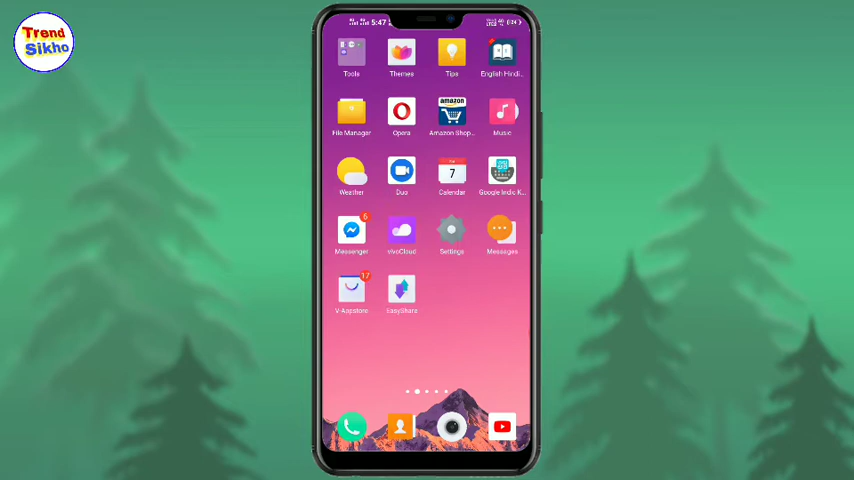 Trend
Sikho
5:47
Tools
Themes
Tips
English Hindi..
File Manager
Opera
amazon
Amazon Shop..
Music
Weather
Duo
7
Calendar
Google Indic K..
6
Messenger
vivoCloud
Settings
Messages
17
V-Appstore
EasyShare